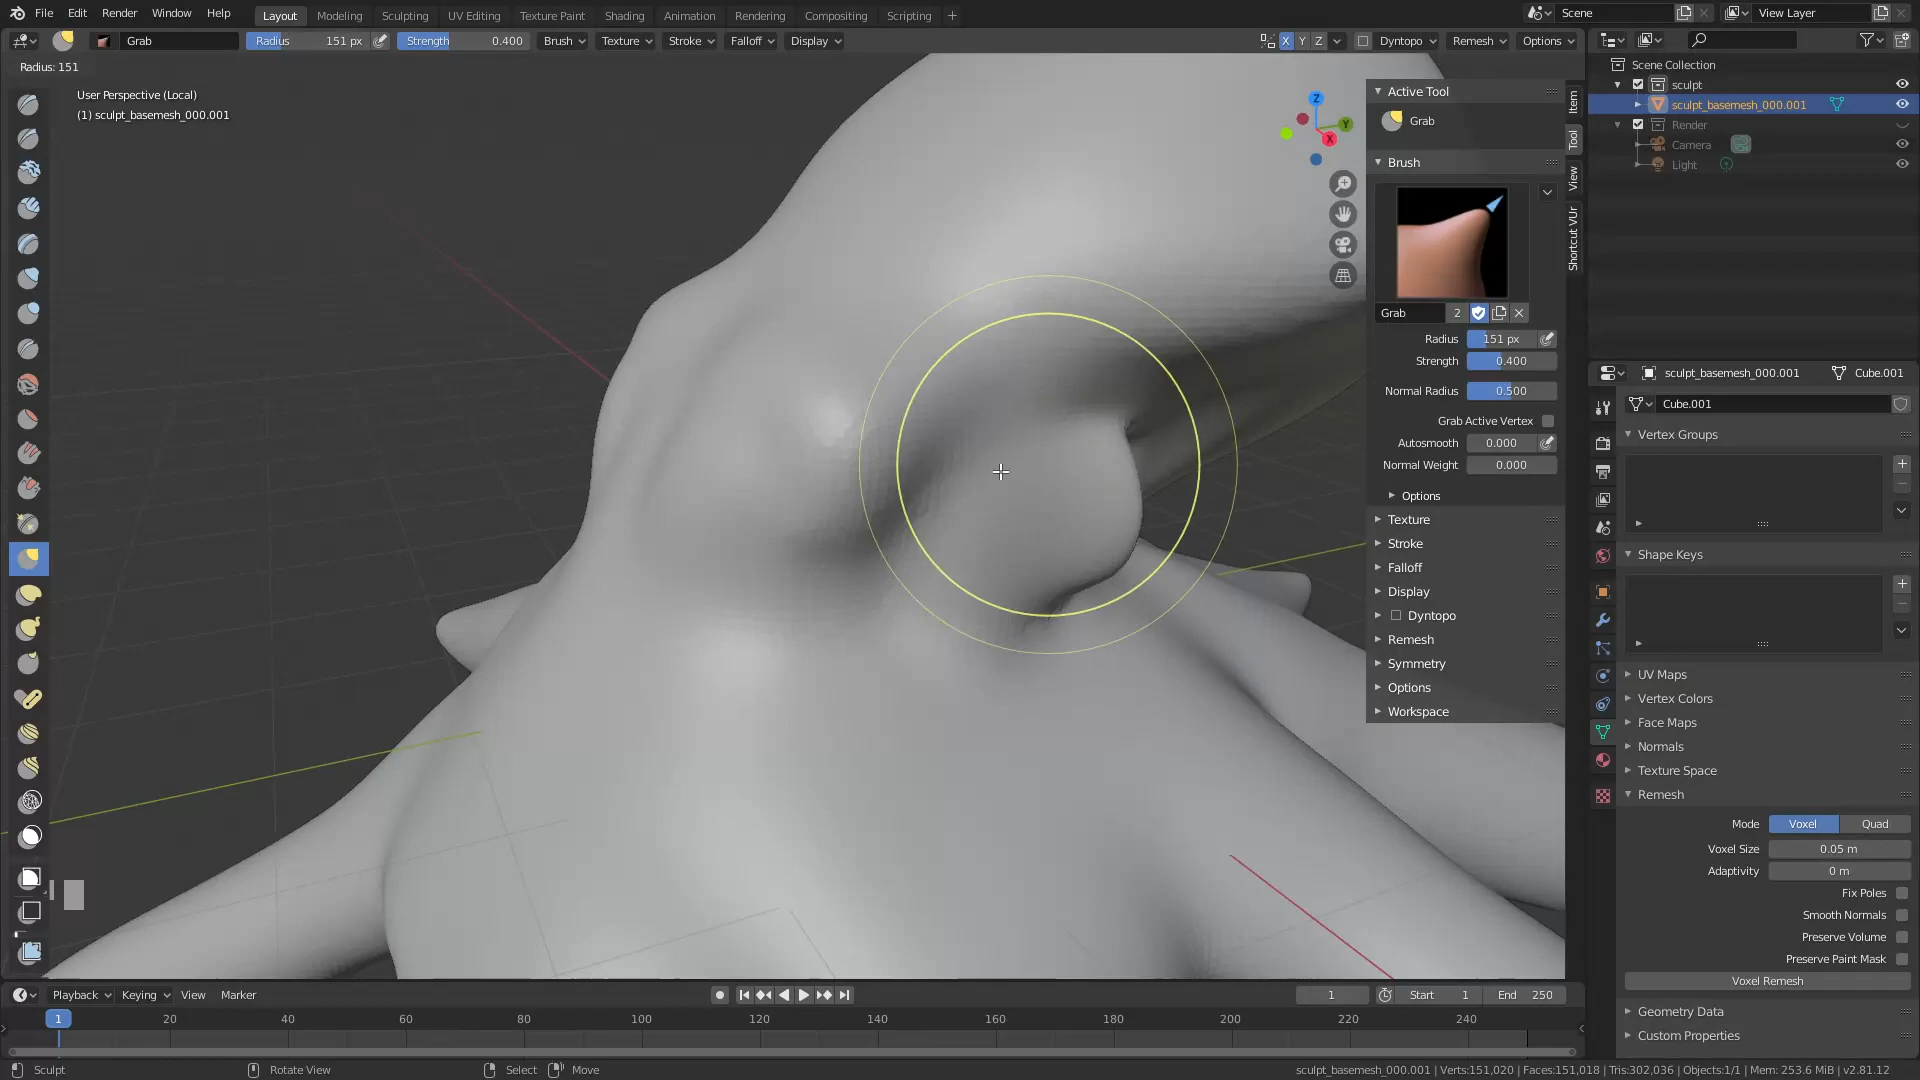 File Edit Render Window Help Layout Modeling Sculpting UV Editing Texture Paint Shading Animation Rendering Compositing Scripting + Scene View Layer
Grab Radius 151 px Strength 0.400 Brush Texture Stroke Falloff Display X Y Z Dyntopo Remesh Options
Radius: 151
Scene Collection
sculpt
sculpt_basemesh_000.001
Render
Camera
Light
User Perspective (Local)
(1) sculpt_basemesh_000.001
Z
Y
X
Active Tool
Grab
Brush
Grab 2
Radius 151 px
Strength 0.400
Normal Radius 0.500
Grab Active Vertex
Autosmooth 0.000
Normal Weight 0.000
Options
Texture
Stroke
Falloff
Display
Dyntopo
Remesh
Symmetry
Options
Workspace
Item
Tool
View
Shortcut VUr
sculpt_basemesh_000.001 Cube.001
Cube.001
Vertex Groups
Shape Keys
UV Maps
Vertex Colors
Face Maps
Normals
Texture Space
Remesh
Mode Voxel Quad
Voxel Size 0.05 m
Adaptivity 0 m
Fix Poles
Smooth Normals
Preserve Volume
Preserve Paint Mask
Voxel Remesh
Geometry Data
Custom Properties
Playback Keying View Marker 1 Start 1 End 250
1 20 40 60 80 100 120 140 160 180 200 220 240
Sculpt Rotate View Select Move sculpt_basemesh_000.001 | Verts:151,020 | Faces:151,018 | Tris:302,036 | Objects:1/1 | Mem: 253.6 MiB | v2.81.12